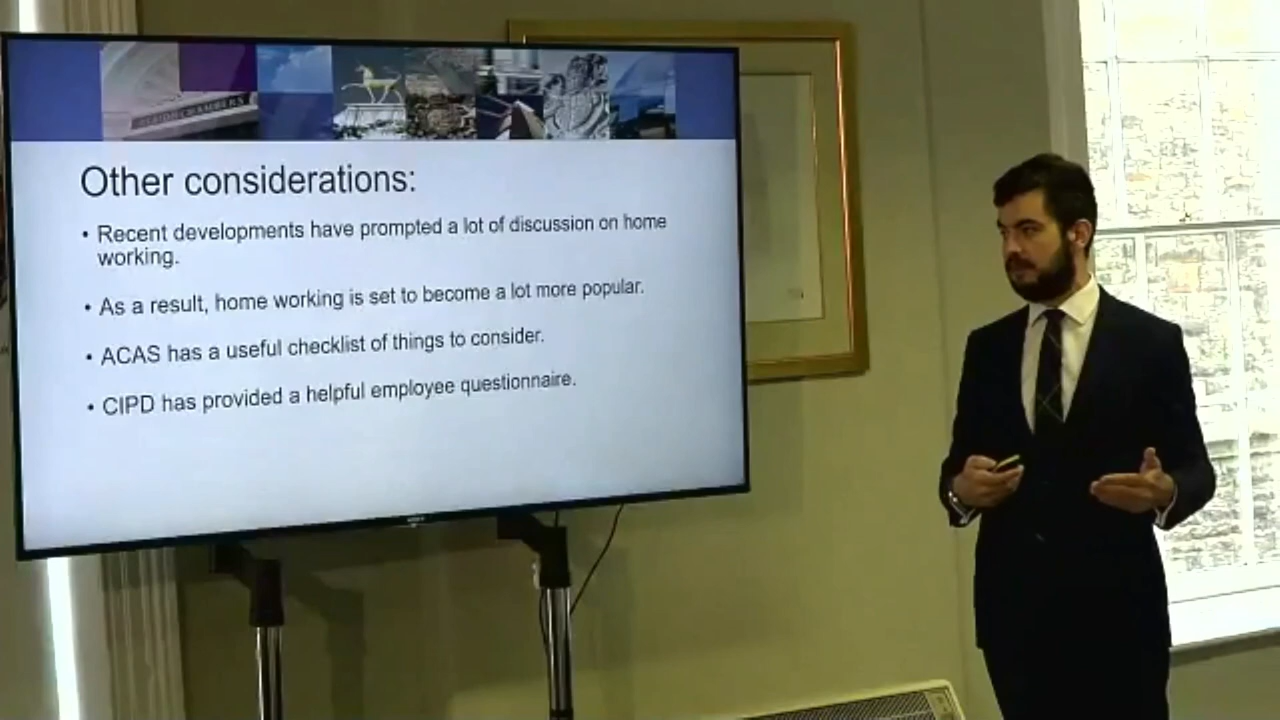 Other considerations:
• Recent developments have prompted a lot of discussion on home
working.
• As a result, home working is set to become a lot more popular.
• ACAS has a useful checklist of things to consider.
• CIPD has provided a helpful employee questionnaire.